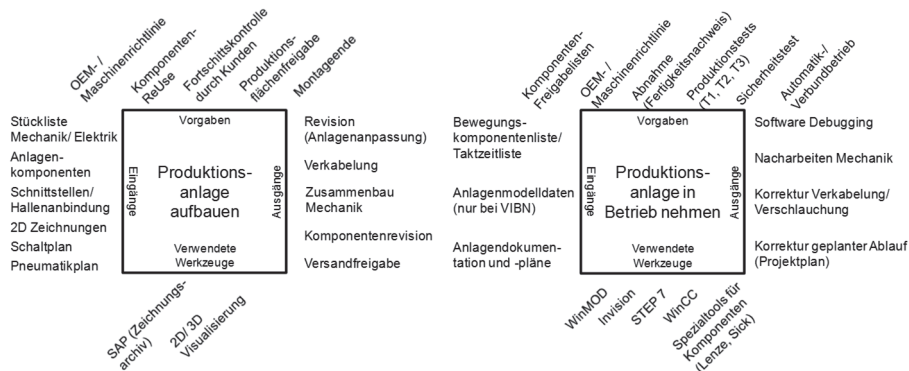 OEM- /
Maschinenrichtlinie
Komponenten-
ReUse
Fortschittskontrolle
durch Kunden
Produktions-
flächenfreigabe
Montageende
Stückliste
Mechanik/ Elektrik
Anlagen-
komponenten
Schnittstellen/
Hallenanbindung
2D Zeichnungen
Schaltplan
Pneumatikplan
Vorgaben
Eingänge
Produktions-
anlage
aufbauen
Ausgänge
Verwendete
Werkzeuge
Revision
(Anlagenanpassung)
Verkabelung
Zusammenbau
Mechanik
Komponentenrevision
Versandfreigabe
SAP (Zeichnungs-
archiv)
2D/ 3D
Visualisierung
Komponenten-
Freigabelisten
OEM- /
Maschinenrichtlinie
Abnahme
(Fertigkeitsnachweis)
Produktionstests
(T1, T2, T3)
Sicherheitstest
Automatik-/
Verbundbetrieb
Bewegungs-
komponentenliste/
Taktzeitliste
Anlagenmodelldaten
(nur bei VIBN)
Anlagendokumen-
tation und -pläne
Vorgaben
Eingänge
Produktions-
anlage in
Betrieb nehmen
Ausgänge
Verwendete
Werkzeuge
Software Debugging
Nacharbeiten Mechanik
Korrektur Verkabelung/
Verschlauchung
Korrektur geplanter Ablauf
(Projektplan)
WinMOD
Invision
STEP 7
WinCC
Spezialtools für
Komponenten
(Lenze, Sick)